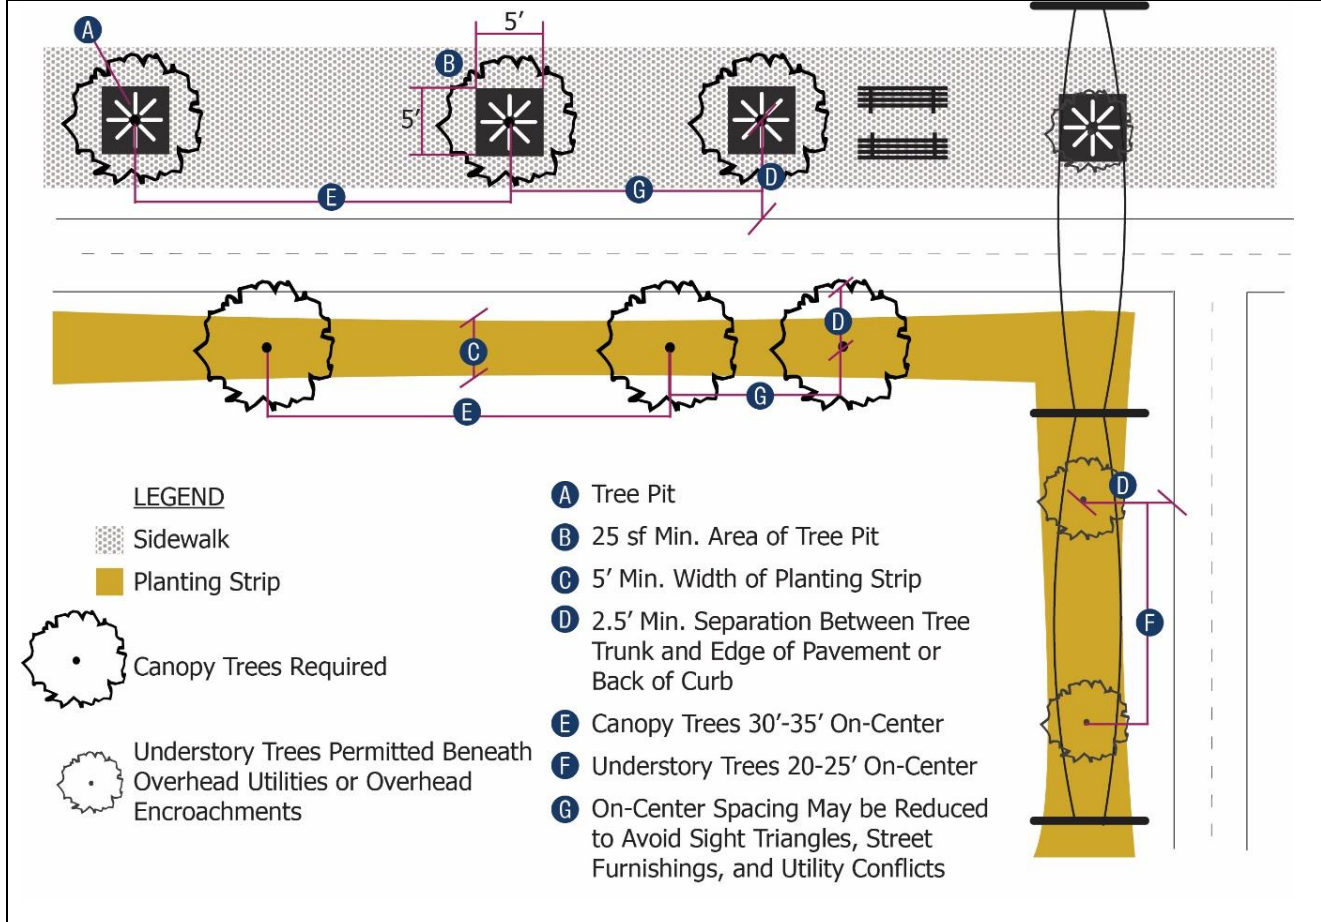 A
5′
B
5′
E
G
D
C
E
D
G
D
F
LEGEND
Sidewalk
Planting Strip
Canopy Trees Required
Understory Trees Permitted Beneath
Overhead Utilities or Overhead
Encroachments
A Tree Pit
B 25 sf Min. Area of Tree Pit
C 5′ Min. Width of Planting Strip
D 2.5′ Min. Separation Between Tree
Trunk and Edge of Pavement or
Back of Curb
E Canopy Trees 30′-35′ On-Center
F Understory Trees 20-25′ On-Center
G On-Center Spacing May be Reduced
to Avoid Sight Triangles, Street
Furnishings, and Utility Conflicts